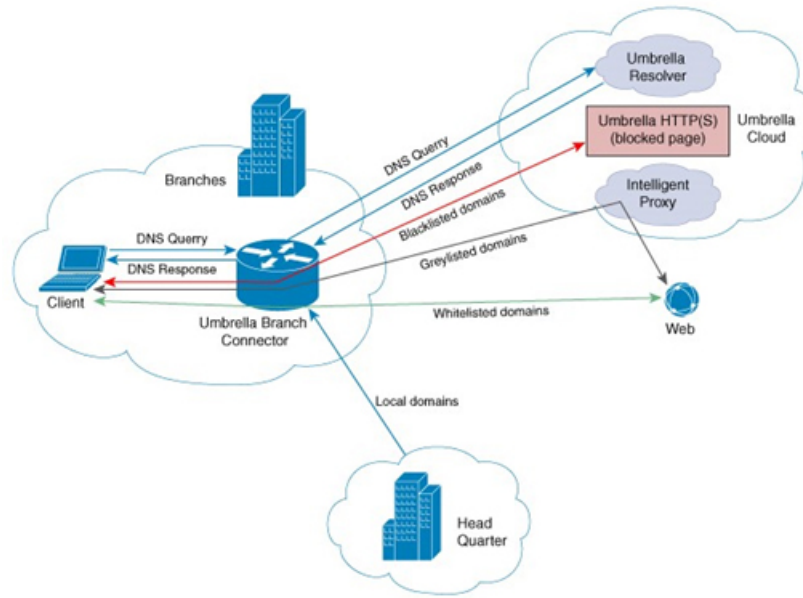 Umbrella
Resolver
Umbrella HTTP(S)
(blocked page)
Umbrella
Cloud
Intelligent
Proxy
Branches
DNS Querry
DNS Response
Blacklisted domains
Greylisted domains
DNS Querry
DNS Response
Client
Umbrella Branch
Connector
Whitelisted domains
Web
Local domains
Head
Quarter